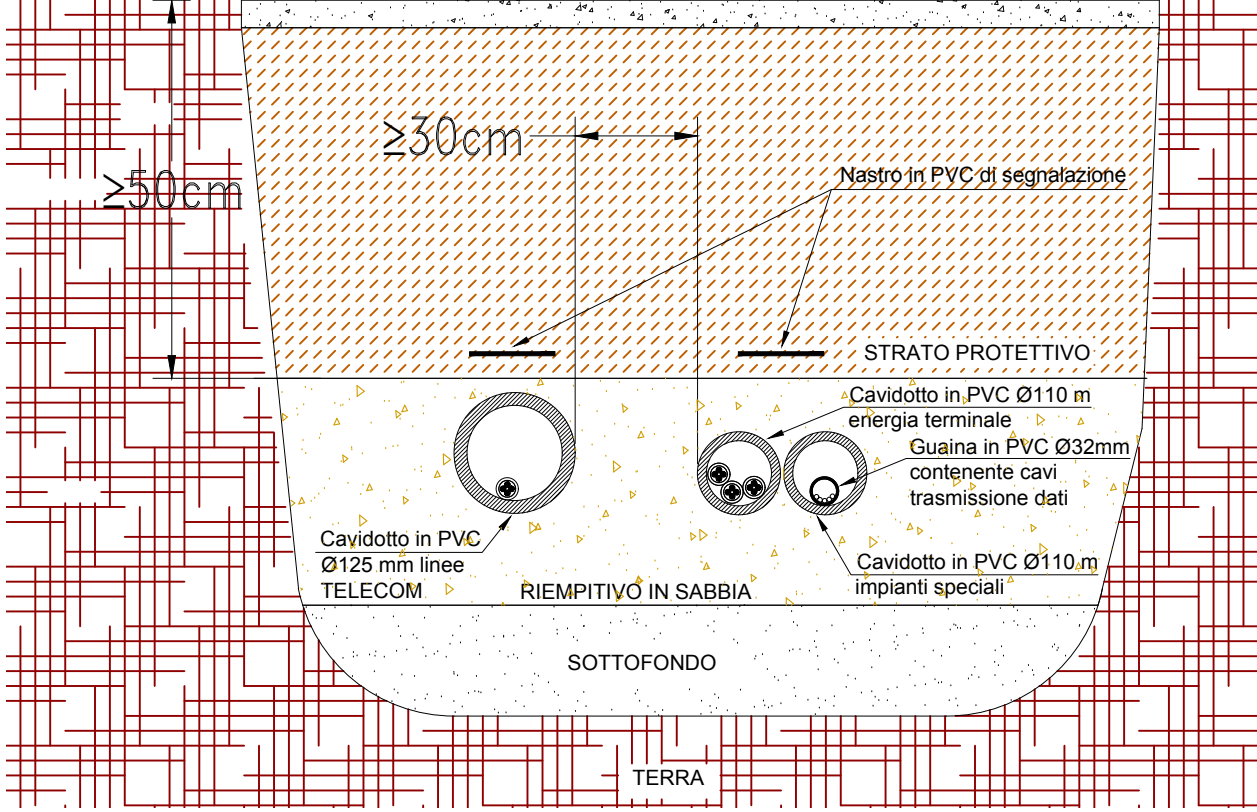 ≥30cm
≥50cm
Nastro in PVC di segnalazione
STRATO PROTETTIVO
Cavidotto in PVC Ø110 m
energia terminale
Guaina in PVC Ø32mm
contenente cavi
trasmissione dati
Cavidotto in PVC
Ø125 mm linee
TELECOM
Cavidotto in PVC Ø110 m
impianti speciali
RIEMPITIVO IN SABBIA
SOTTOFONDO
TERRA